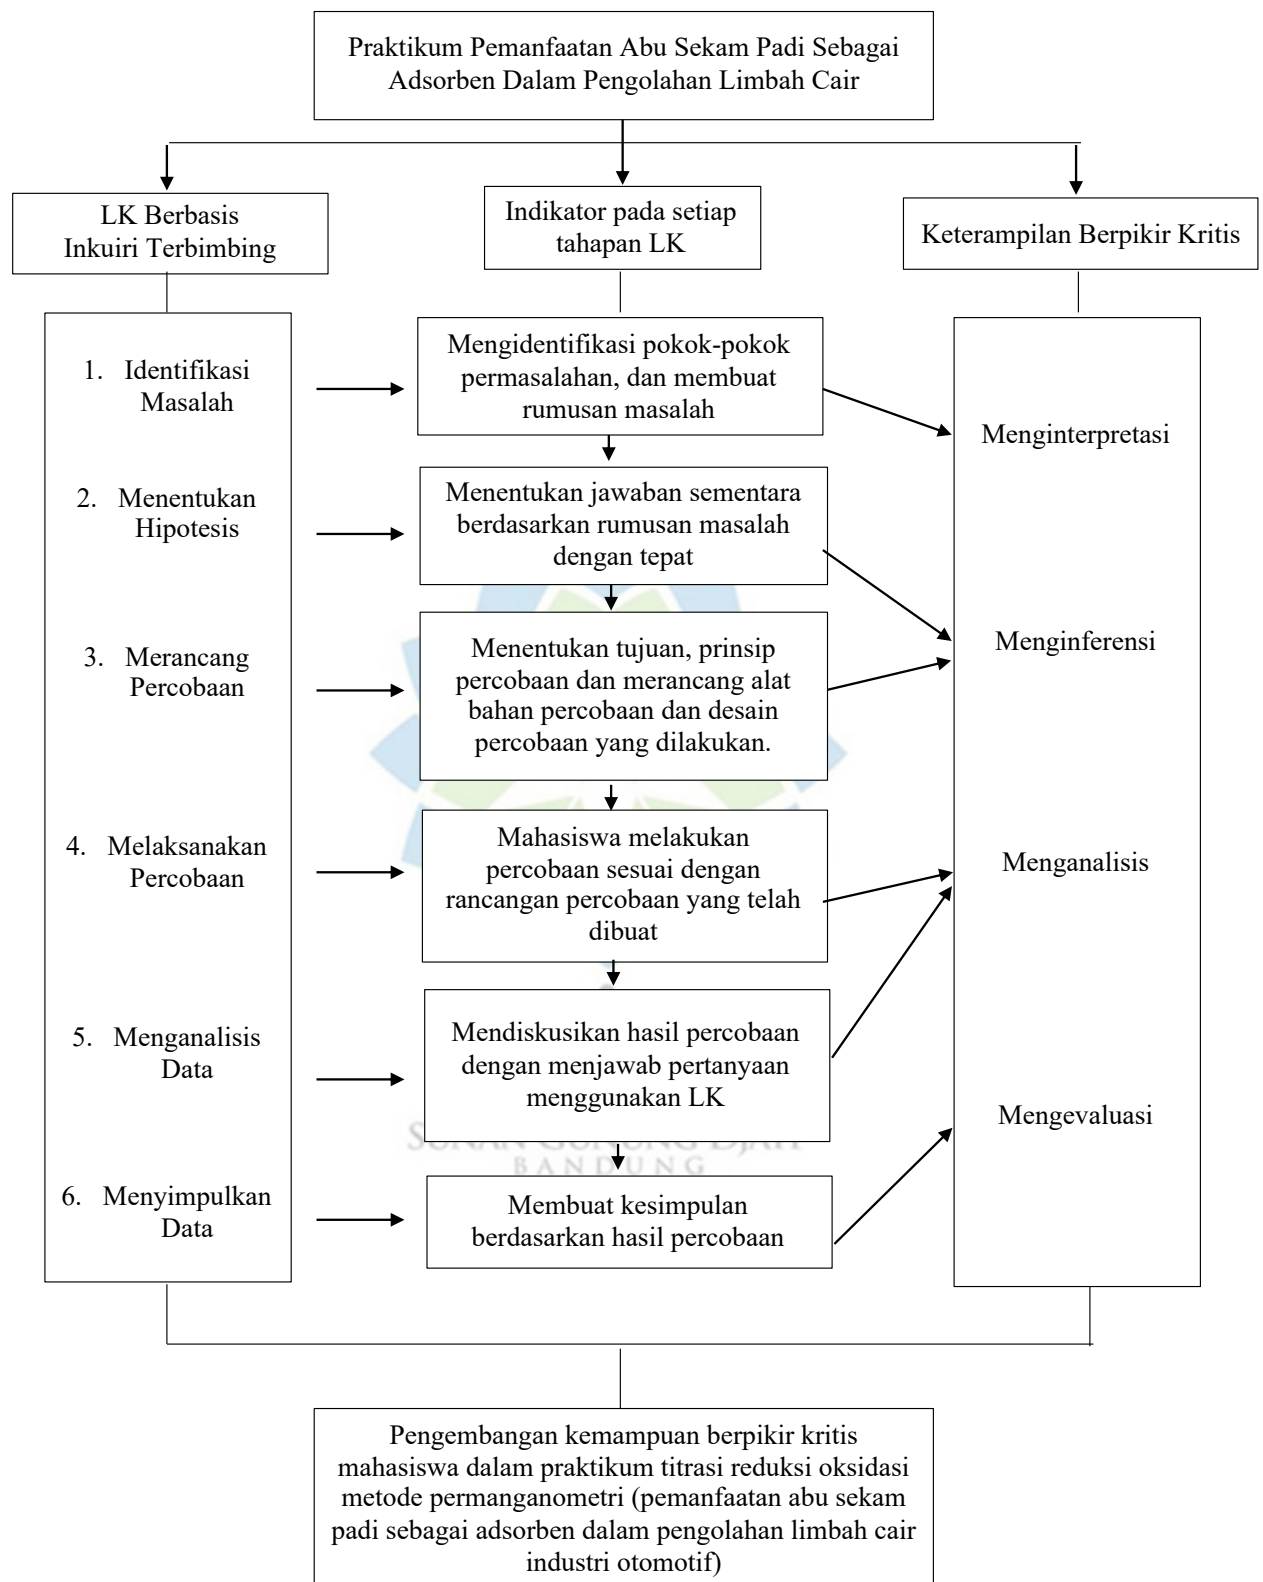 Praktikum Pemanfaatan Abu Sekam Padi Sebagai
Adsorben Dalam Pengolahan Limbah Cair
LK Berbasis
Inkuiri Terbimbing
Indikator pada setiap
tahapan LK
Keterampilan Berpikir Kritis
1. Identifikasi
Masalah
2. Menentukan
Hipotesis
3. Merancang
Percobaan
4. Melaksanakan
Percobaan
5. Menganalisis
Data
6. Menyimpulkan
Data
Mengidentifikasi pokok-pokok
permasalahan, dan membuat
rumusan masalah
Menentukan jawaban sementara
berdasarkan rumusan masalah
dengan tepat
Menentukan tujuan, prinsip
percobaan dan merancang alat
bahan percobaan dan desain
percobaan yang dilakukan.
Mahasiswa melakukan
percobaan sesuai dengan
rancangan percobaan yang telah
dibuat
Mendiskusikan hasil percobaan
dengan menjawab pertanyaan
menggunakan LK
SUNAN GUNUNG DJATI
BANDUNG
Membuat kesimpulan
berdasarkan hasil percobaan
Menginterpretasi
Menginferensi
Menganalisis
Mengevaluasi
Pengembangan kemampuan berpikir kritis
mahasiswa dalam praktikum titrasi reduksi oksidasi
metode permanganometri (pemanfaatan abu sekam
padi sebagai adsorben dalam pengolahan limbah cair
industri otomotif)